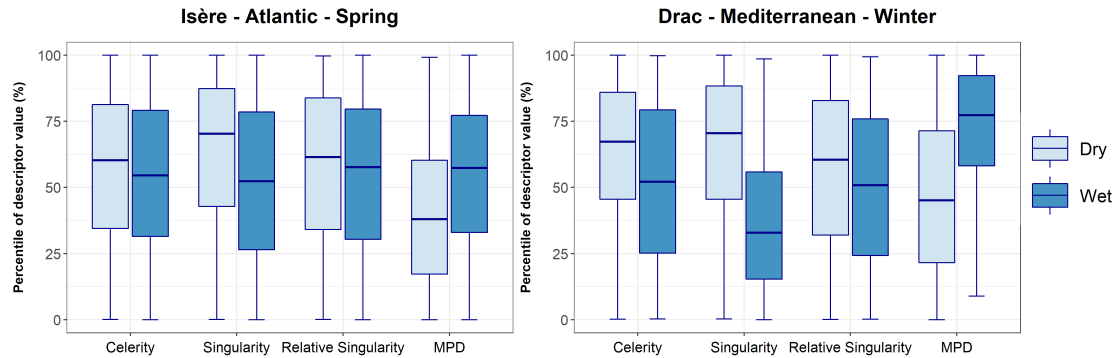 Isère - Atlantic - Spring
Percentile of descriptor value (%)
100
75
50
25
0
Celerity Singularity Relative Singularity MPD
Drac - Mediterranean - Winter
Percentile of descriptor value (%)
100
75
50
25
0
Celerity Singularity Relative Singularity MPD
Dry
Wet